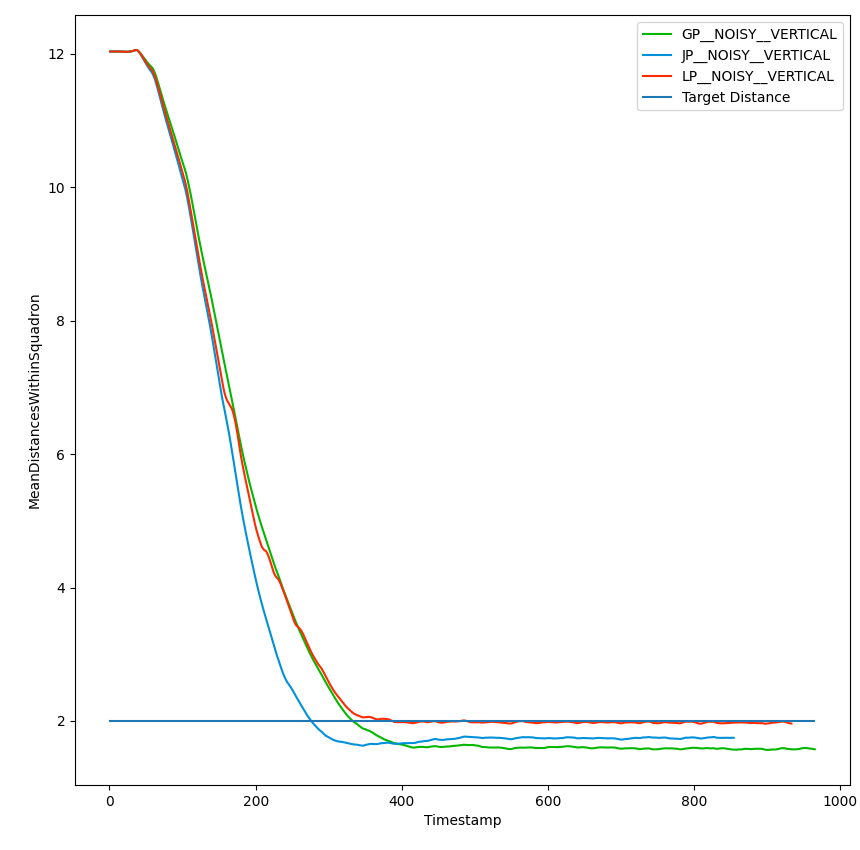 GP__NOISY__VERTICAL
JP__NOISY__VERTICAL
LP__NOISY__VERTICAL
Target Distance
MeanDistancesWithinSquadron
12
10
8
6
4
2
0 200 400 600 800 1000
Timestamp